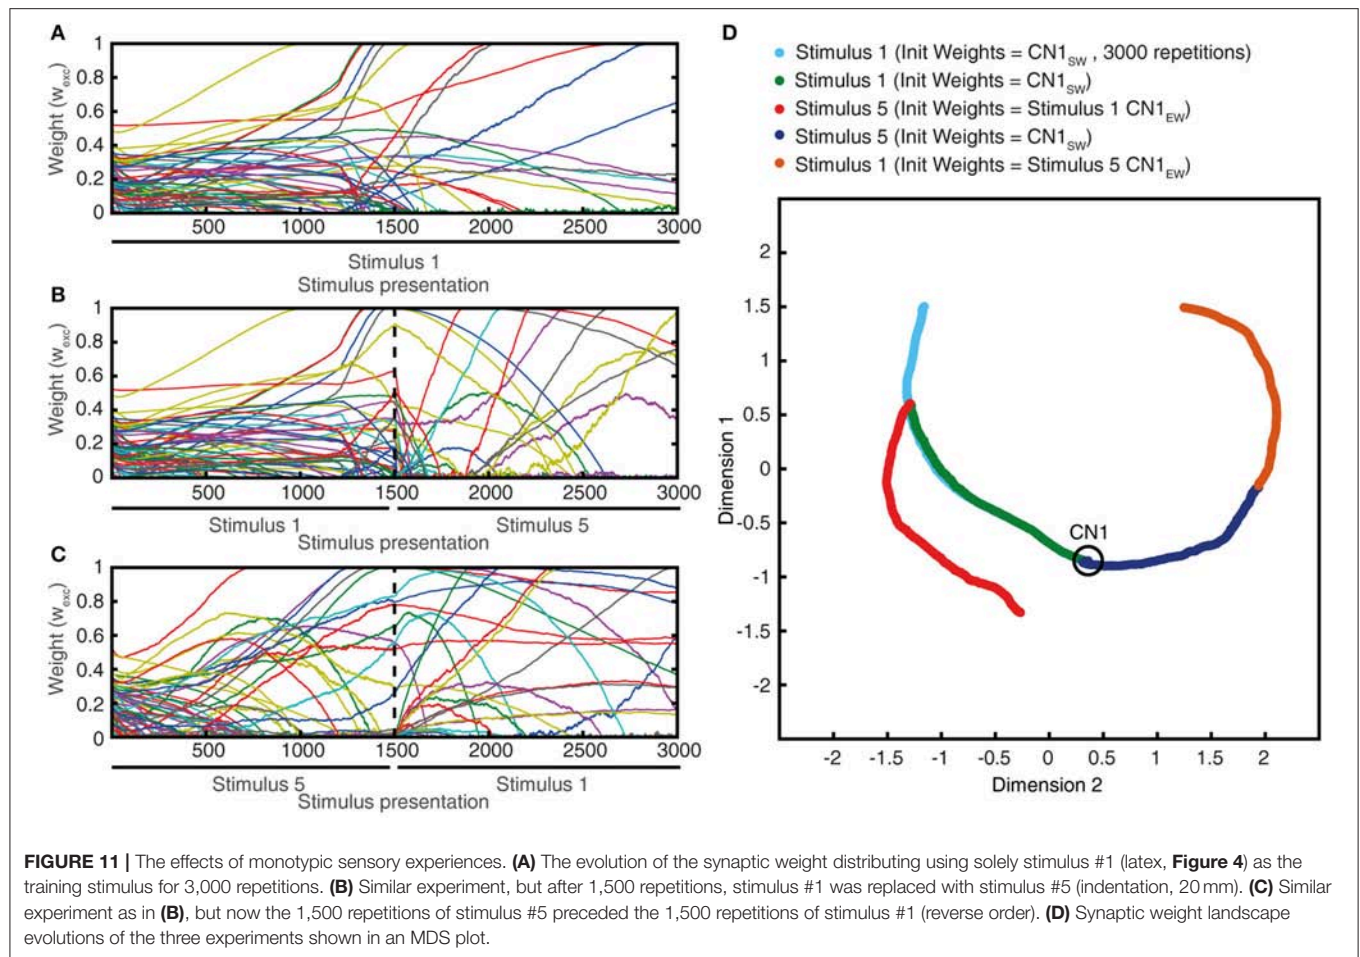 A
Weight (wexc)
1
0.8
0.6
0.4
0.2
0
500 1000 1500 2000 2500 3000
Stimulus 1
Stimulus presentation
B
Weight (wexc)
1
0.8
0.6
0.4
0.2
0
500 1000 1500 2000 2500 3000
Stimulus 1 Stimulus 5
Stimulus presentation
C
Weight (wexc)
1
0.8
0.6
0.4
0.2
0
500 1000 1500 2000 2500 3000
Stimulus 5 Stimulus 1
Stimulus presentation
D
Stimulus 1 (Init Weights = CN1SW , 3000 repetitions)
Stimulus 1 (Init Weights = CN1SW)
Stimulus 5 (Init Weights = Stimulus 1 CN1EW)
Stimulus 5 (Init Weights = CN1SW)
Stimulus 1 (Init Weights = Stimulus 5 CN1EW)
Dimension 1
2
1.5
1
0.5
0
-0.5
-1
-1.5
-2
CN1
-2 -1.5 -1 -0.5 0 0.5 1 1.5 2
Dimension 2
FIGURE 11 | The effects of monotypic sensory experiences. (A) The evolution of the synaptic weight distributing using solely stimulus #1 (latex, Figure 4) as the
training stimulus for 3,000 repetitions. (B) Similar experiment, but after 1,500 repetitions, stimulus #1 was replaced with stimulus #5 (indentation, 20 mm). (C) Similar
experiment as in (B), but now the 1,500 repetitions of stimulus #5 preceded the 1,500 repetitions of stimulus #1 (reverse order). (D) Synaptic weight landscape
evolutions of the three experiments shown in an MDS plot.